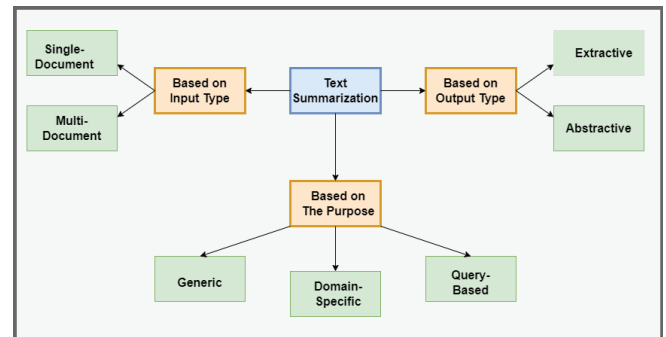 Single-
Document
Multi-
Document
Based on
Input Type
Text
Summarization
Based on
Output Type
Extractive
Abstractive
Based on
The Purpose
Generic
Domain-
Specific
Query-
Based